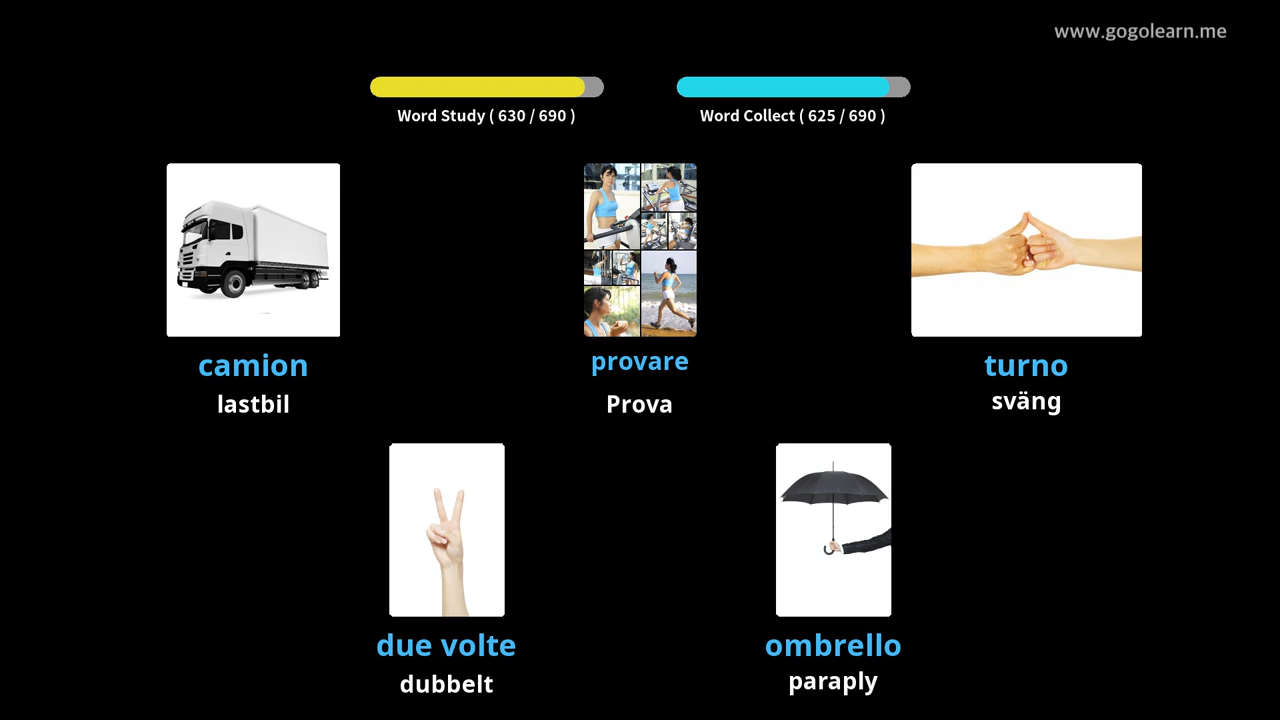 www.gogolearn.me
Word Study ( 630 / 690 )
Word Collect ( 625 / 690 )
camion
lastbil
provare
Prova
turno
sväng
due volte
dubbelt
ombrello
paraply